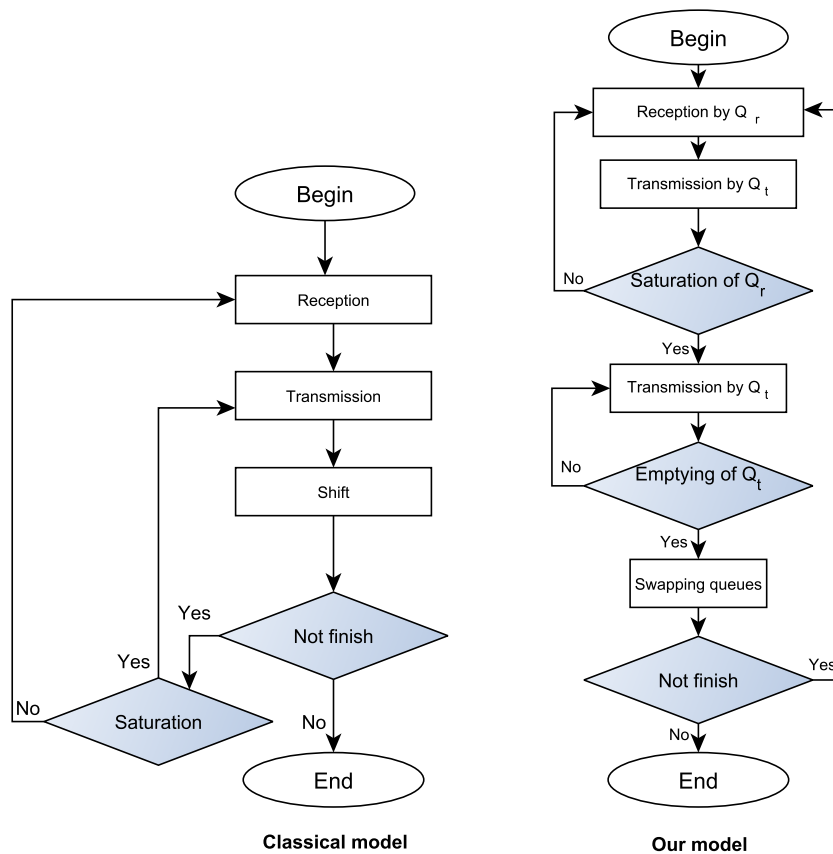 Begin
Reception
Transmission
Shift
Yes
Not finish
Yes
No
Saturation
No
End
Classical model
Begin
Reception by Q r
Transmission by Q t
No
Saturation of Q r
Yes
Transmission by Q t
No
Emptying of Q t
Yes
Swapping queues
Not finish
Yes
No
End
Our model